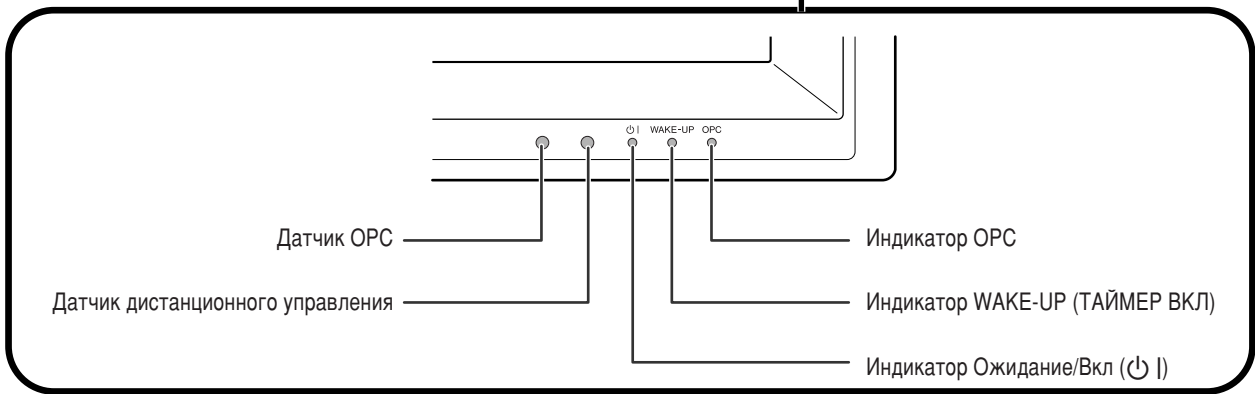 ⏻ | WAKE-UP OPC
Датчик OPC
Индикатор OPC
Датчик дистанционного управления
Индикатор WAKE-UP (ТАЙМЕР ВКЛ)
Индикатор Ожидание/Вкл (⏻ |)